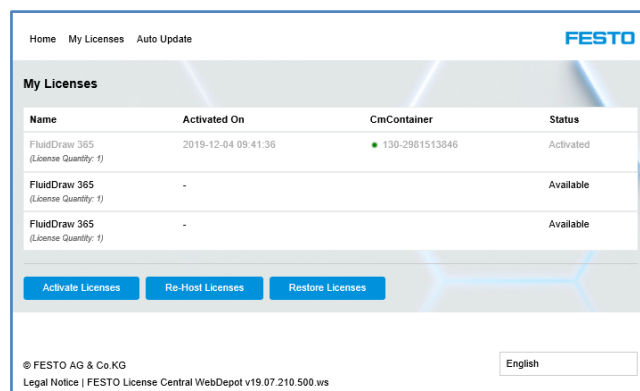 Home My Licenses Auto Update FESTO
My Licenses
Name Activated On CmContainer Status
FluidDraw 365 2019-12-04 09:41:36 130-2981513846 Activated
(License Quantity: 1)
FluidDraw 365 - Available
(License Quantity: 1)
FluidDraw 365 - Available
(License Quantity: 1)
Activate Licenses Re-Host Licenses Restore Licenses
© FESTO AG & Co.KG English
Legal Notice | FESTO License Central WebDepot v19.07.210.500.ws